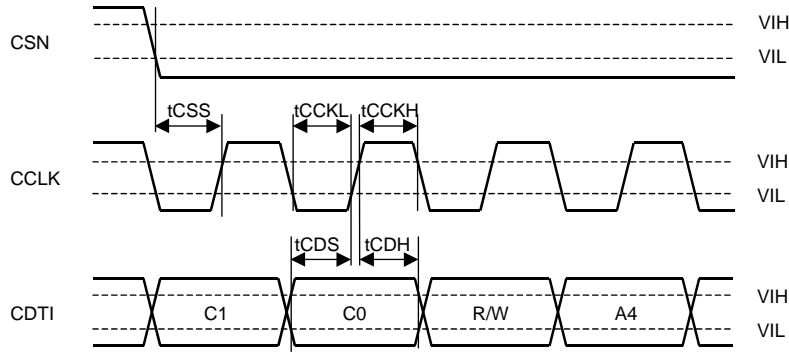 CSN
VIH
VIL
tCSS
tCCKL
tCCKH
CCLK
VIH
VIL
tCDS
tCDH
CDTI
C1
C0
R/W
A4
VIH
VIL